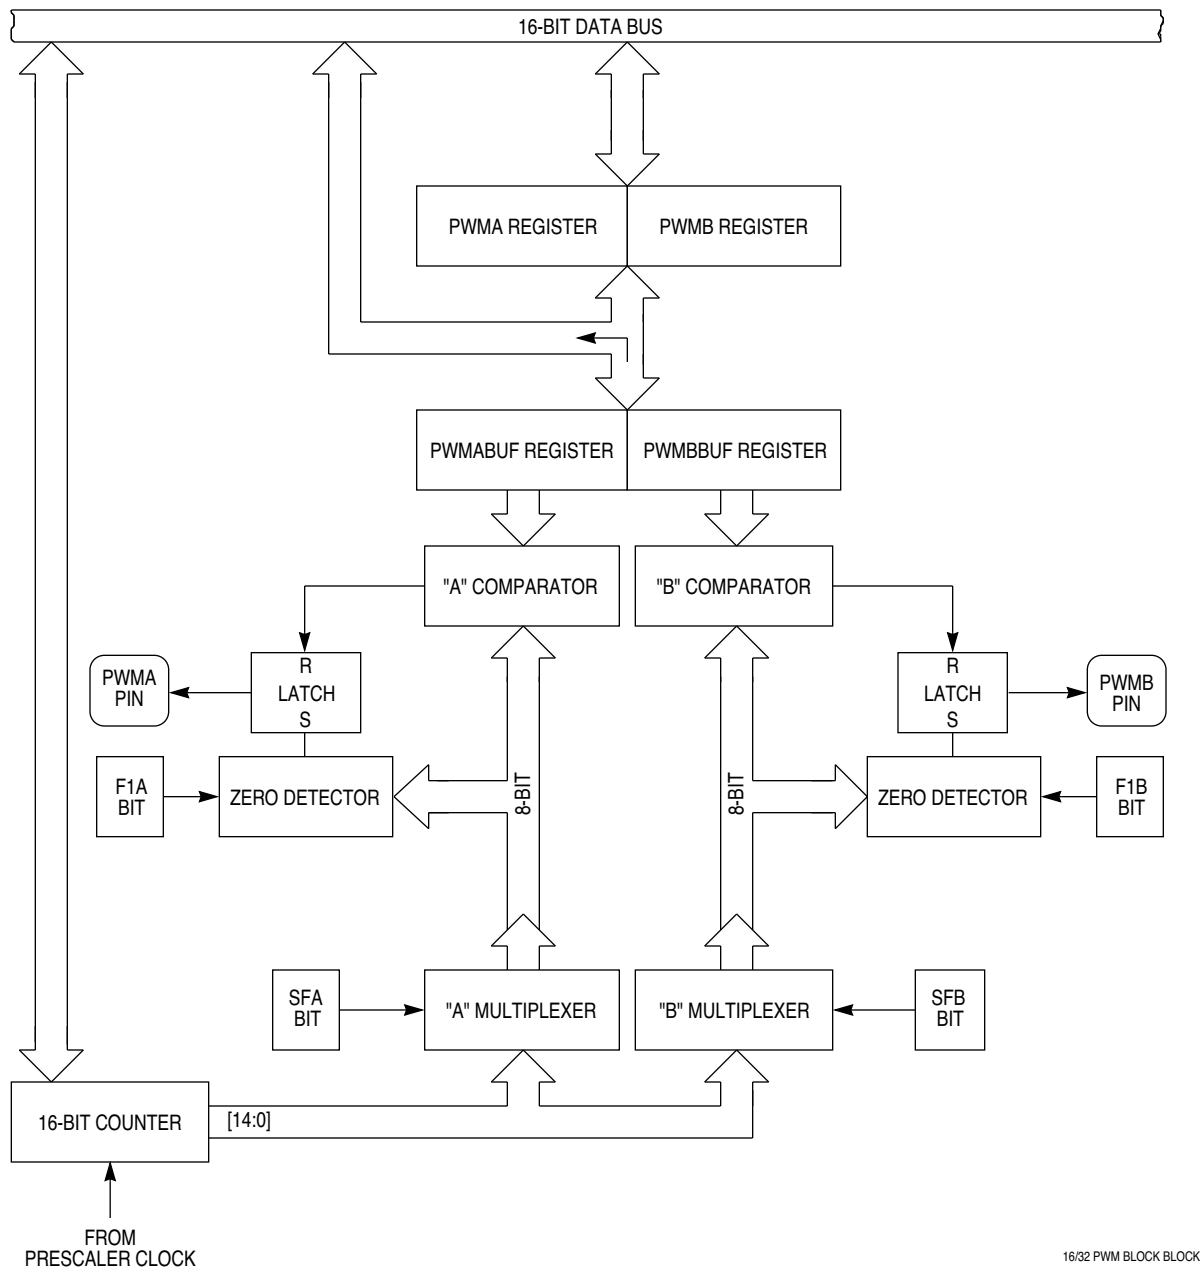 16-BIT DATA BUS
PWMA REGISTER
PWMB REGISTER
PWMABUF REGISTER
PWMBBUF REGISTER
"A" COMPARATOR
"B" COMPARATOR
R
LATCH
S
R
LATCH
S
PWMA
PIN
PWMB
PIN
F1A
BIT
ZERO DETECTOR
8-BIT
8-BIT
ZERO DETECTOR
F1B
BIT
SFA
BIT
"A" MULTIPLEXER
"B" MULTIPLEXER
SFB
BIT
16-BIT COUNTER
[14:0]
FROM
PRESCALER CLOCK
16/32 PWM BLOCK BLOCK